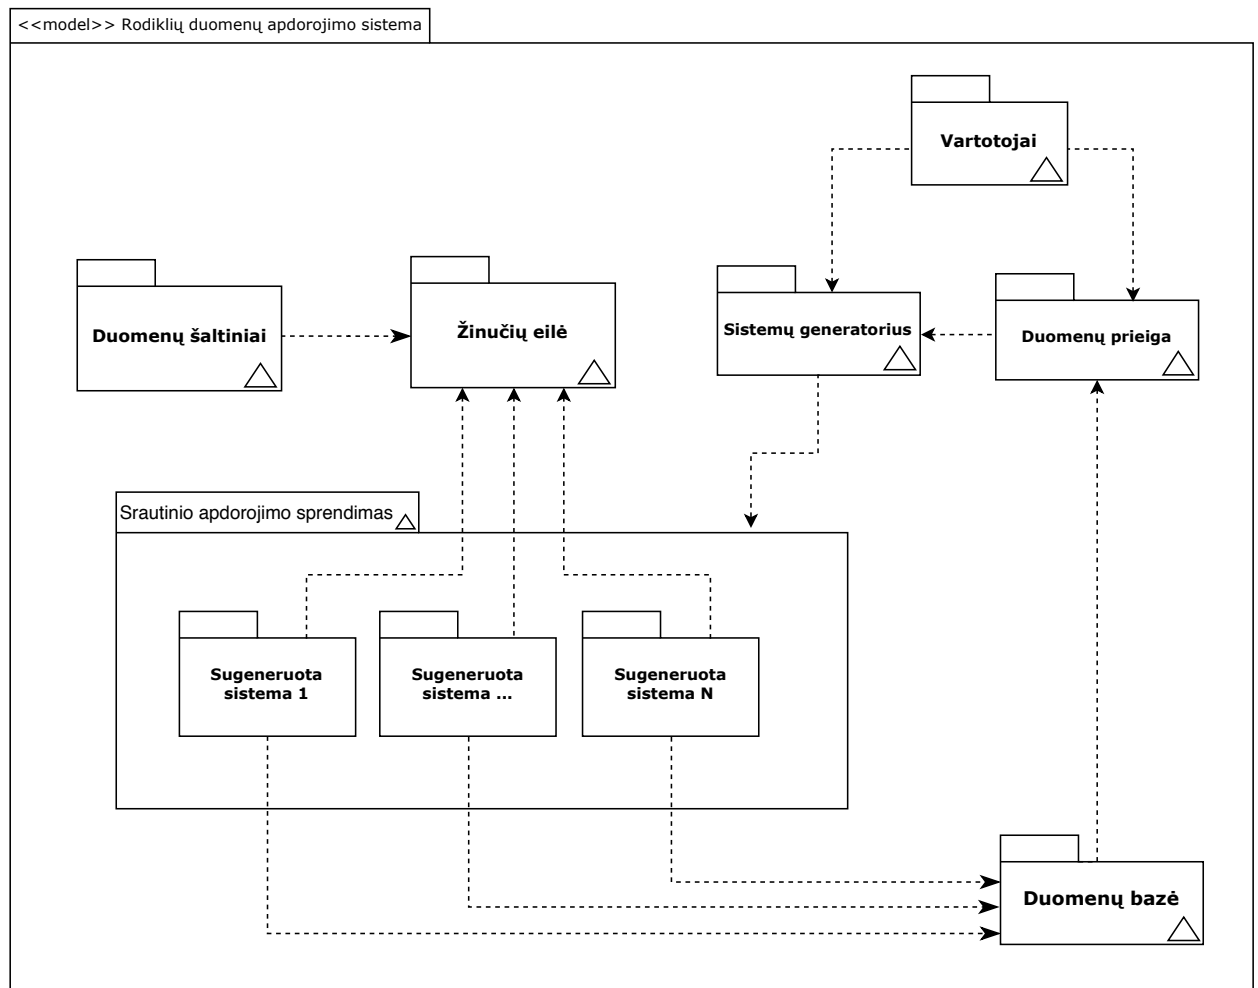 <<model>> Rodiklių duomenų apdorojimo sistema
Vartotojai
Duomenų šaltiniai
Žinučių eilė
Sistemų generatorius
Duomenų prieiga
Srautinio apdorojimo sprendimas
Sugeneruota
sistema 1
Sugeneruota
sistema ...
Sugeneruota
sistema N
Duomenų bazė